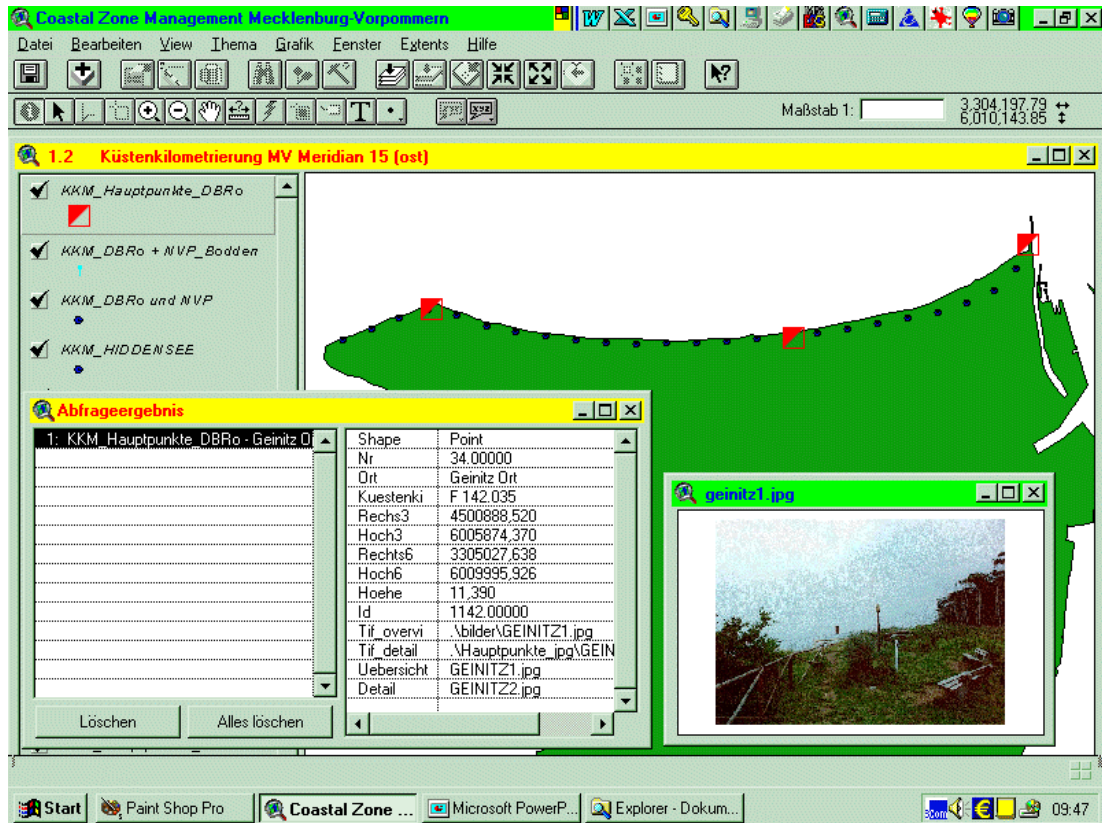 Coastal Zone Management Mecklenburg-Vorpommern
Datei Bearbeiten View Thema Grafik Fenster Extents Hilfe
Maßstab 1:
3,304,197.79
6,010,143.85
1.2 Küstenkilometrierung MV Meridian 15 (ost)
KKM_Hauptpunkte_DBRo
KKM_DBRo + NVP_Bodden
KKM_DBRo und NVP
KKM_HIDDENSEE
Abfrageergebnis
1: KKM_Hauptpunkte_DBRo - Geinitz O
Shape Point
Nr 34.00000
Ort Geinitz Ort
Kuestenki F 142.035
Rechs3 4500888,520
Hoch3 6005874,370
Rechts6 3305027,638
Hoch6 6009995,926
Hoehe 11,390
Id 1142.00000
Tif_overvi .\bilder\GEINITZ1.jpg
Tif_detail .\Hauptpunkte_jpg\GEIN
Uebersicht GEINITZ1.jpg
Detail GEINITZ2.jpg
Löschen Alles löschen
geinitz1.jpg
Start Paint Shop Pro Coastal Zone ... Microsoft PowerP... Explorer - Dokum... 09:47